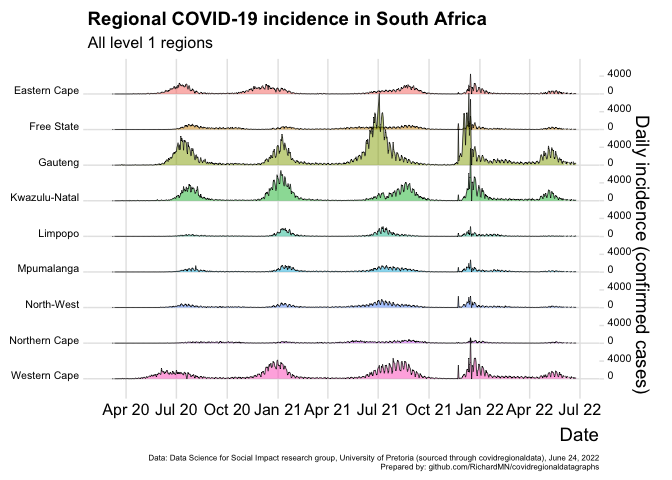 Regional COVID-19 incidence in South Africa
All level 1 regions
Eastern Cape
Free State
Gauteng
Kwazulu-Natal
Limpopo
Mpumalanga
North-West
Northern Cape
Western Cape
4000
0
4000
0
4000
0
4000
0
4000
0
4000
0
4000
0
4000
0
4000
0
Daily incidence (confirmed cases)
Apr 20 Jul 20 Oct 20 Jan 21 Apr 21 Jul 21 Oct 21 Jan 22 Apr 22 Jul 22
Date
Data: Data Science for Social Impact research group, University of Pretoria (sourced through covidregionaldata), June 24, 2022
Prepared by: github.com/RichardMN/covidregionaldatagraphs